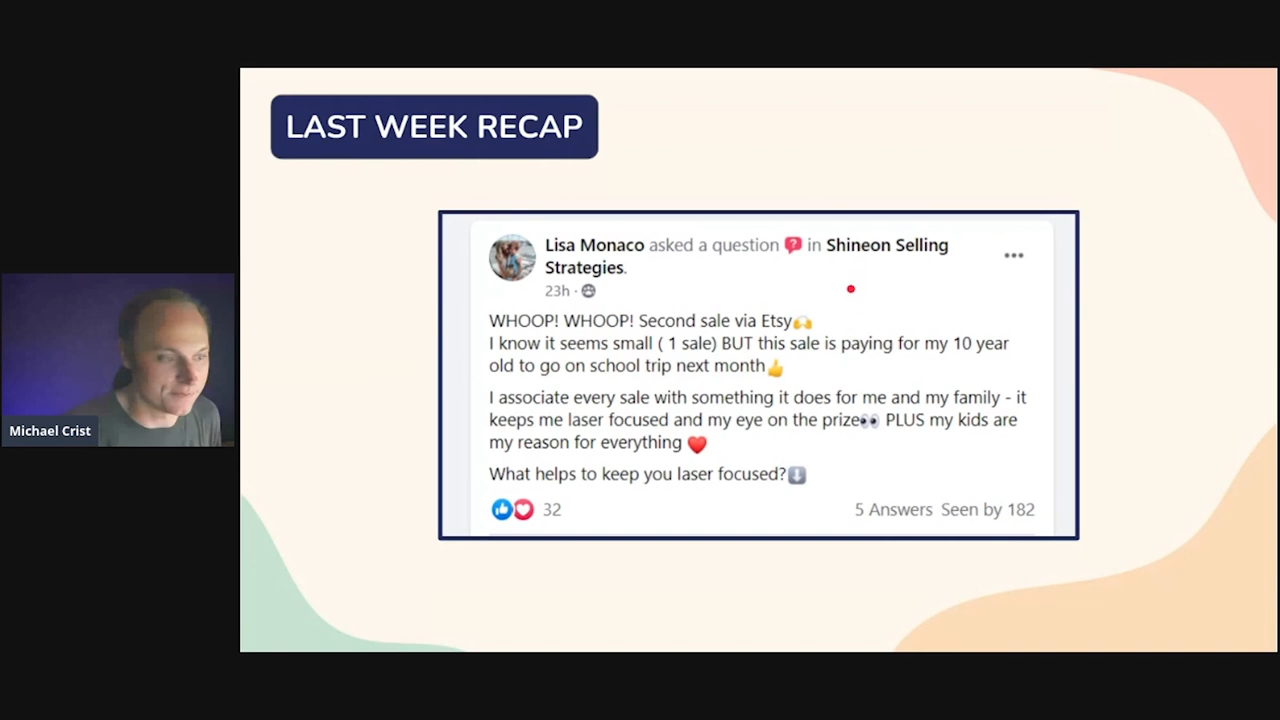 LAST WEEK RECAP
Lisa Monaco asked a question in Shineon Selling
Strategies.
23h ·
WHOOP! WHOOP! Second sale via Etsy🙌
I know it seems small ( 1 sale) BUT this sale is paying for my 10 year
old to go on school trip next month👍
I associate every sale with something it does for me and my family - it
keeps me laser focused and my eye on the prize👀 PLUS my kids are
my reason for everything ❤️
What helps to keep you laser focused?⬇️
32
5 Answers Seen by 182
Michael Crist